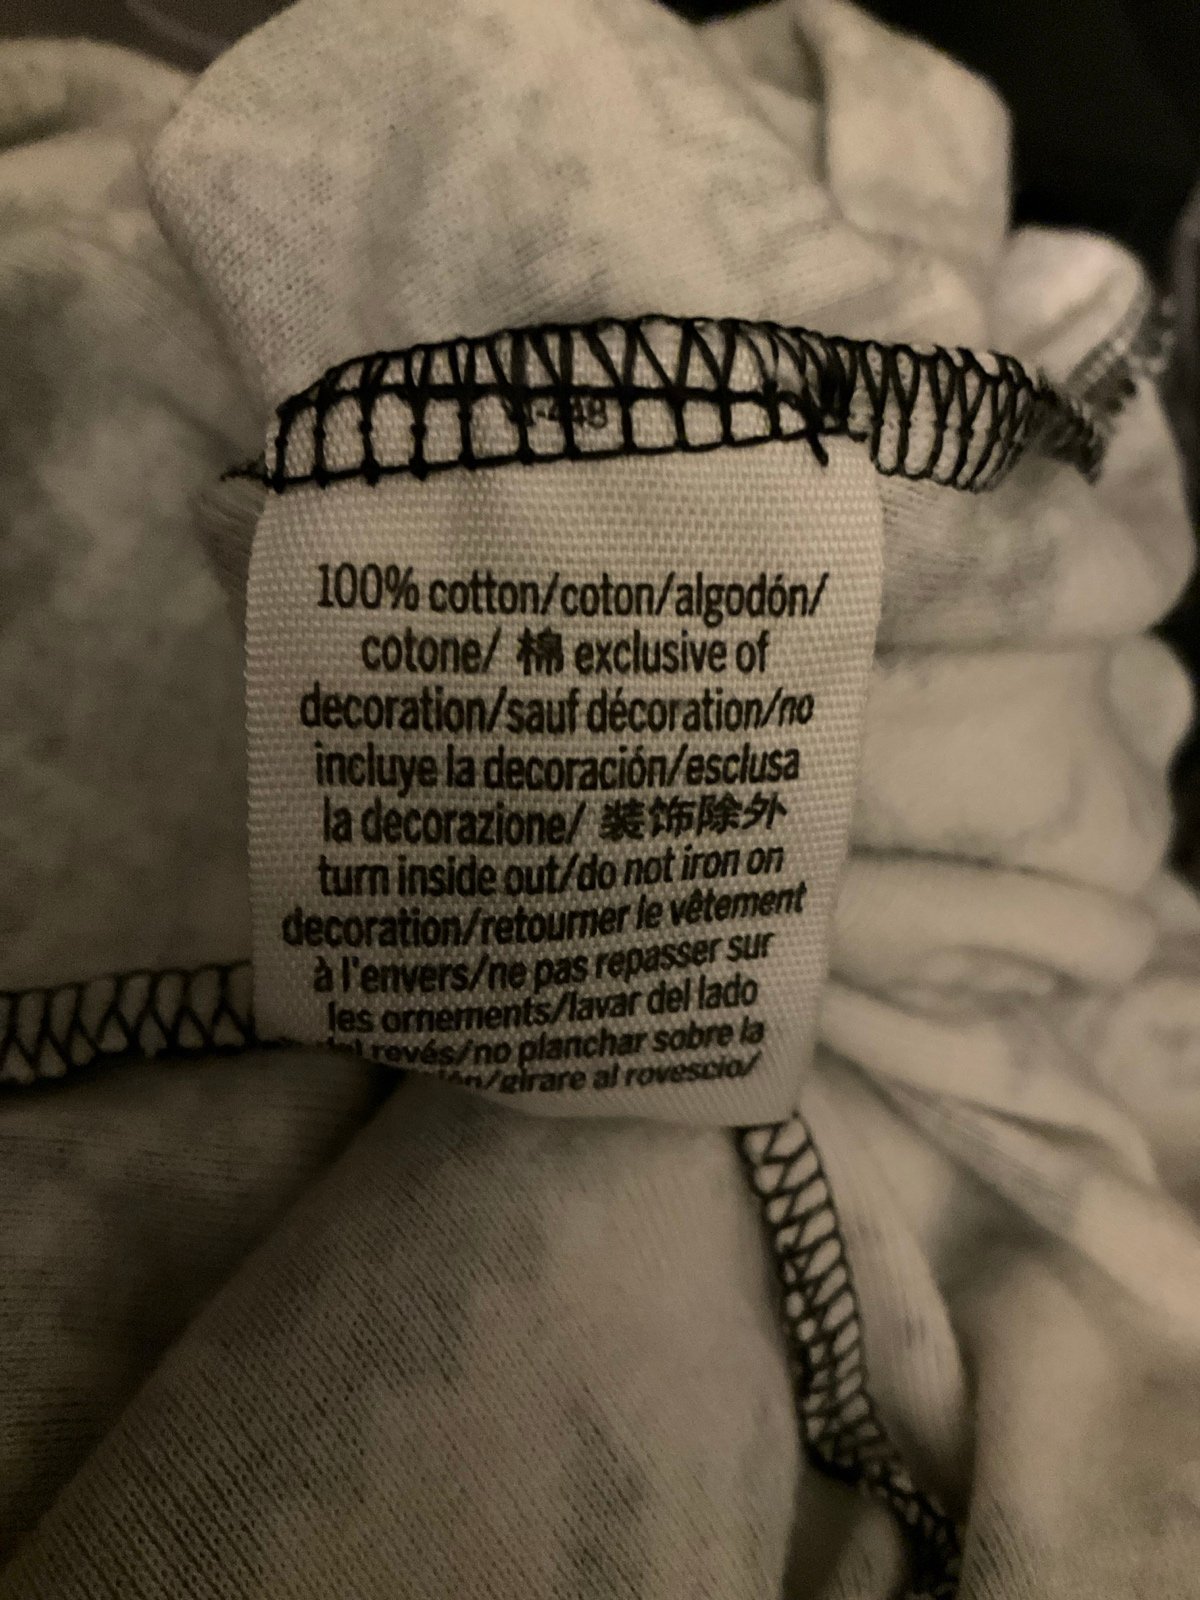 100% cotton/coton/algodón/
cotone/ 棉 exclusive of
decoration/sauf décoration/no
incluye la decoración/esclusa
la decorazione/ 装饰除外
turn inside out/do not iron on
decoration/retourner le vêtement
à l'envers/ne pas repasser sur
les ornements/lavar del lado
revés/no planchar sobre la
/girare al rovescio/